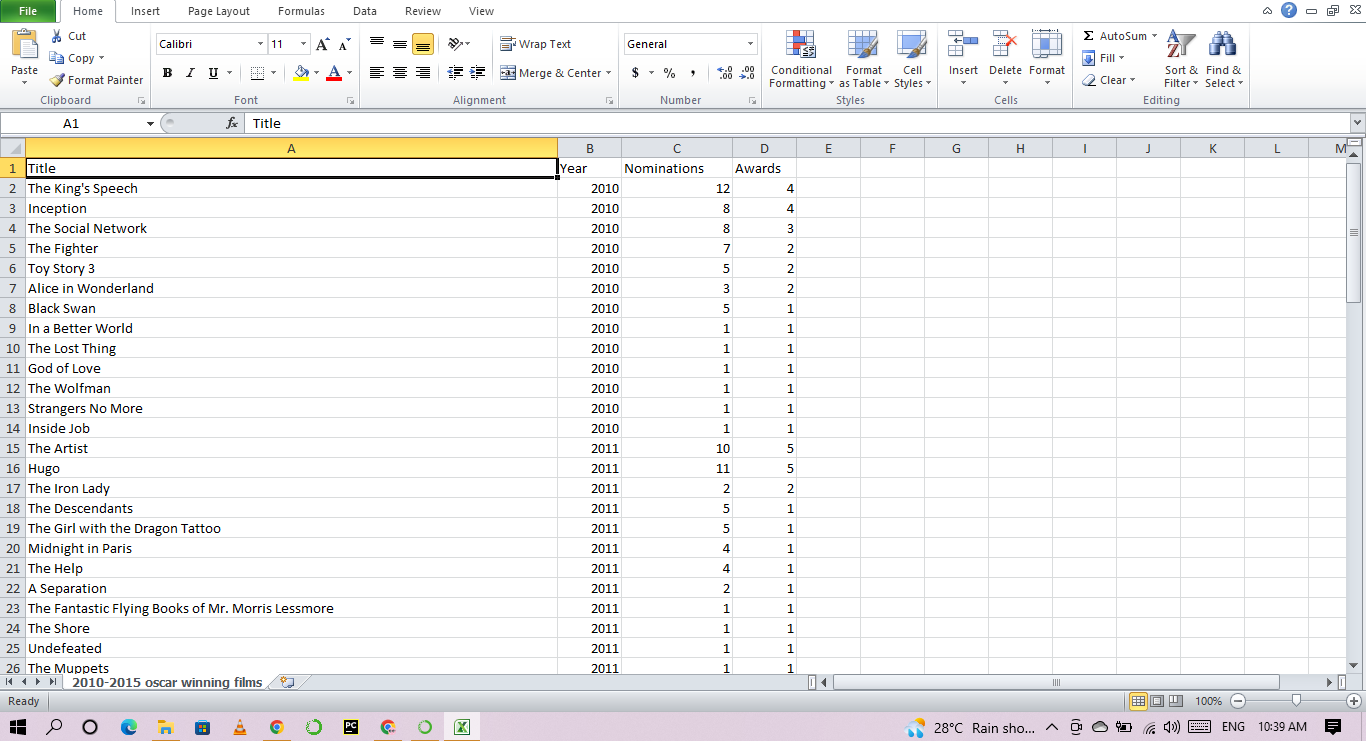 File Home Insert Page Layout Formulas Data Review View
Paste
Cut
Copy
Format Painter
Clipboard
Calibri 11
B I U
Font
Wrap Text
Merge & Center
Alignment
General
$ % ,
Number
Conditional Formatting
Format as Table
Cell Styles
Styles
Insert Delete Format
Cells
Σ AutoSum
Fill
Clear
Sort & Filter
Find & Select
Editing
A1 fx Title
A B C D E F G H I J K L M
1 Title Year Nominations Awards
2 The King's Speech 2010 12 4
3 Inception 2010 8 4
4 The Social Network 2010 8 3
5 The Fighter 2010 7 2
6 Toy Story 3 2010 5 2
7 Alice in Wonderland 2010 3 2
8 Black Swan 2010 5 1
9 In a Better World 2010 1 1
10 The Lost Thing 2010 1 1
11 God of Love 2010 1 1
12 The Wolfman 2010 1 1
13 Strangers No More 2010 1 1
14 Inside Job 2010 1 1
15 The Artist 2011 10 5
16 Hugo 2011 11 5
17 The Iron Lady 2011 2 2
18 The Descendants 2011 5 1
19 The Girl with the Dragon Tattoo 2011 5 1
20 Midnight in Paris 2011 4 1
21 The Help 2011 4 1
22 A Separation 2011 2 1
23 The Fantastic Flying Books of Mr. Morris Lessmore 2011 1 1
24 The Shore 2011 1 1
25 Undefeated 2011 1 1
26 The Muppets 2011 1 1
2010-2015 oscar winning films
Ready 100%
28°C Rain sho... ENG 10:39 AM